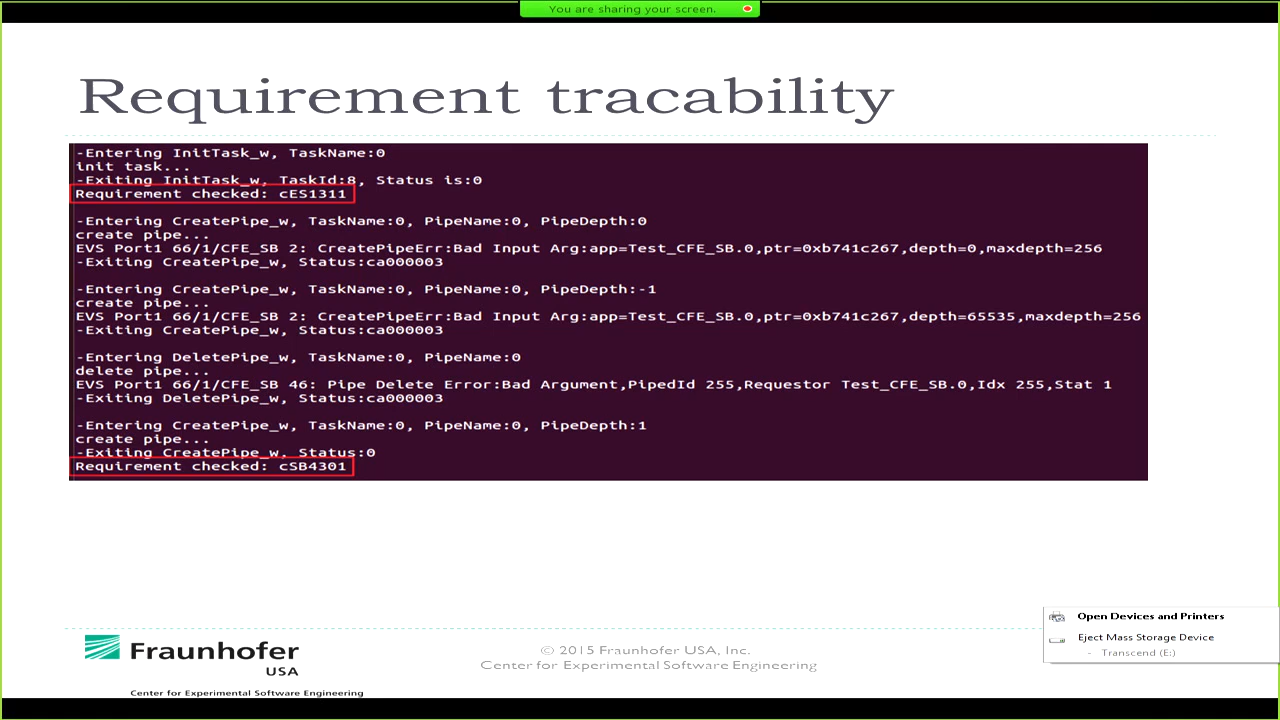 You are sharing your screen.
Requirement tracability
-Entering InitTask_w, TaskName:0
init task...
-Exiting InitTask_w, TaskId:8, Status is:0
Requirement checked: cES1311
-Entering CreatePipe_w, TaskName:0, PipeName:0, PipeDepth:0
create pipe...
EVS Port1 66/1/CFE_SB 2: CreatePipeErr:Bad Input Arg:app=Test_CFE_SB.0,ptr=0xb741c267,depth=0,maxdepth=256
-Exiting CreatePipe_w, Status:ca000003
-Entering CreatePipe_w, TaskName:0, PipeName:0, PipeDepth:-1
create pipe...
EVS Port1 66/1/CFE_SB 2: CreatePipeErr:Bad Input Arg:app=Test_CFE_SB.0,ptr=0xb741c267,depth=65535,maxdepth=256
-Exiting CreatePipe_w, Status:ca000003
-Entering DeletePipe_w, TaskName:0, PipeName:0
delete pipe...
EVS Port1 66/1/CFE_SB 46: Pipe Delete Error:Bad Argument,PipedId 255,Requestor Test_CFE_SB.0,Idx 255,Stat 1
-Exiting DeletePipe_w, Status:ca000003
-Entering CreatePipe_w, TaskName:0, PipeName:0, PipeDepth:1
create pipe...
-Exiting CreatePipe_w, Status:0
Requirement checked: cSB4301
Open Devices and Printers
Eject Mass Storage Device
- Transcend (E:)
Fraunhofer
USA
Center for Experimental Software Engineering
© 2015 Fraunhofer USA, Inc.
Center for Experimental Software Engineering